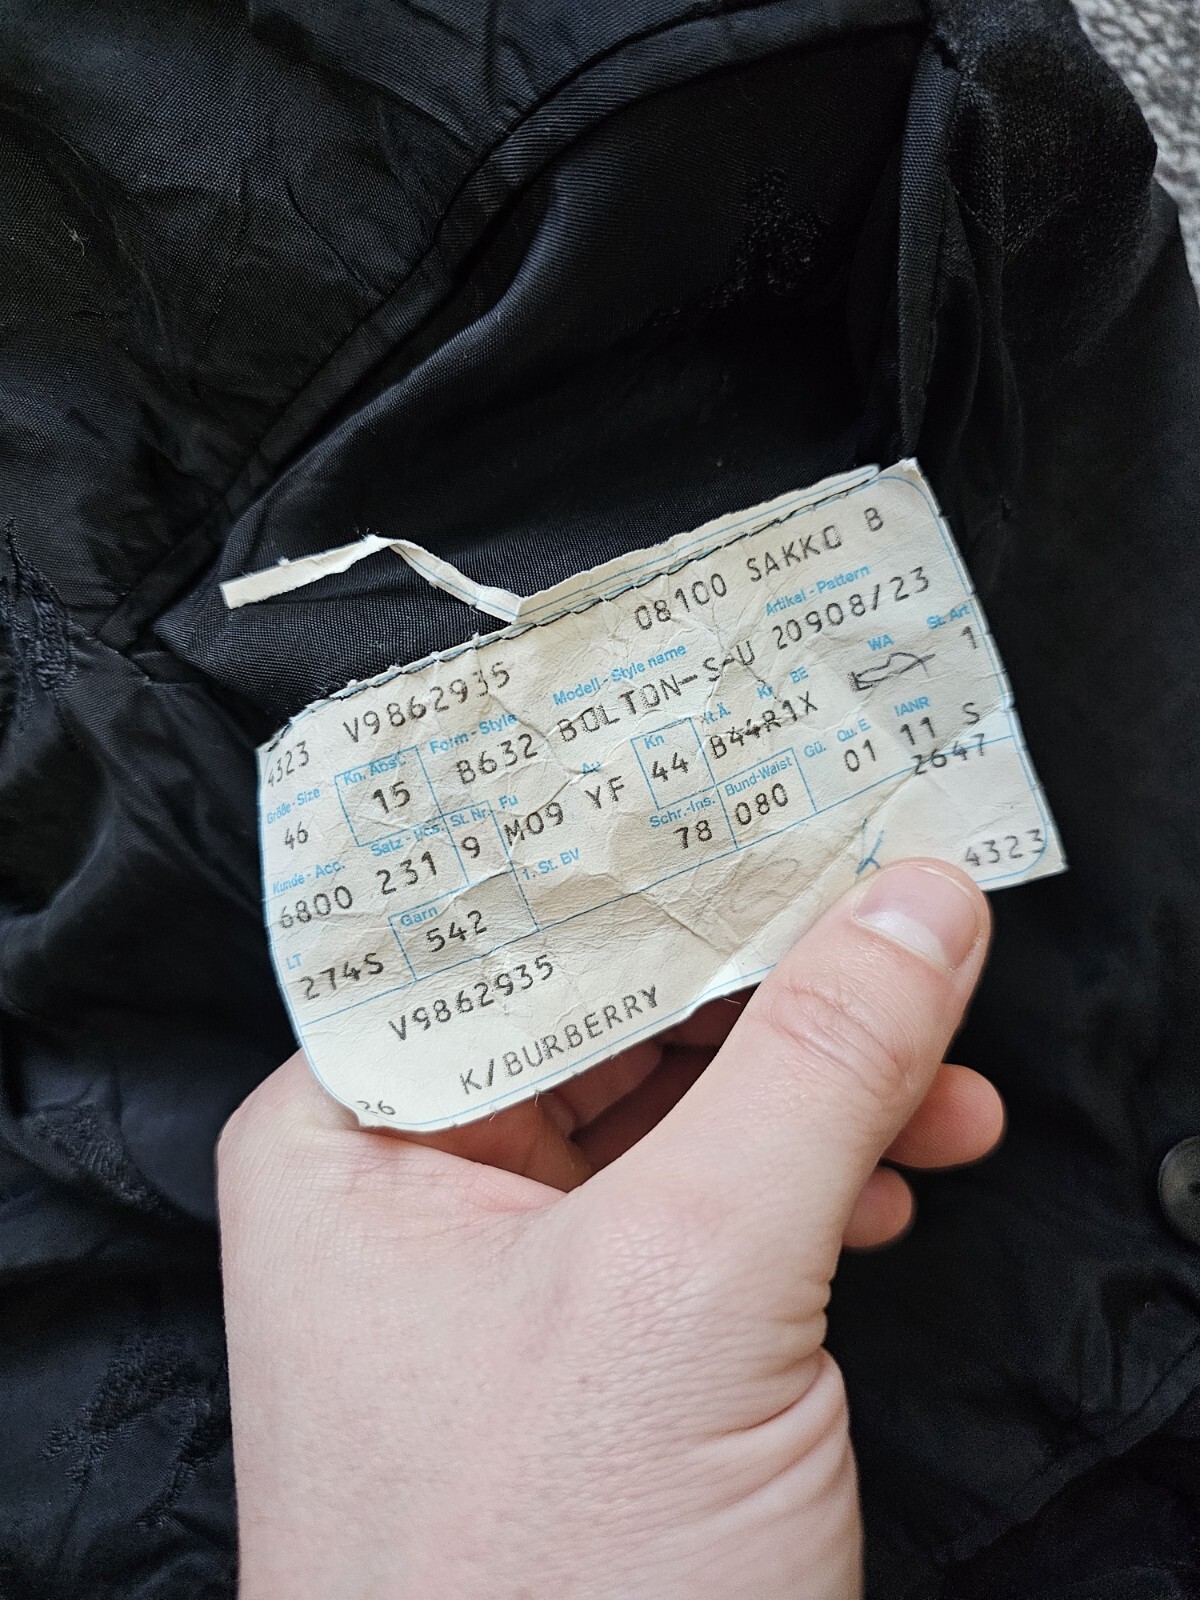 08100 SAKKO B
4323 V9862935
Größe-Size Kn. Abst. Form-Style Modell-Style name Artikel-Pattern
46 15 B632 BOLTON-S-U 20908/23
Kunde-Acc. St. Nr. Fu Au Kn BE WA St. Art
6800 231 9 M09 YF 44 B44R1X 1
LT Garn 1. St. BV Schr.-Ins. Bund-Waist Gü. Qu. E IANR
274S 542 78 080 01 11 S
2647
V9862935 4323
K/BURBERRY
26